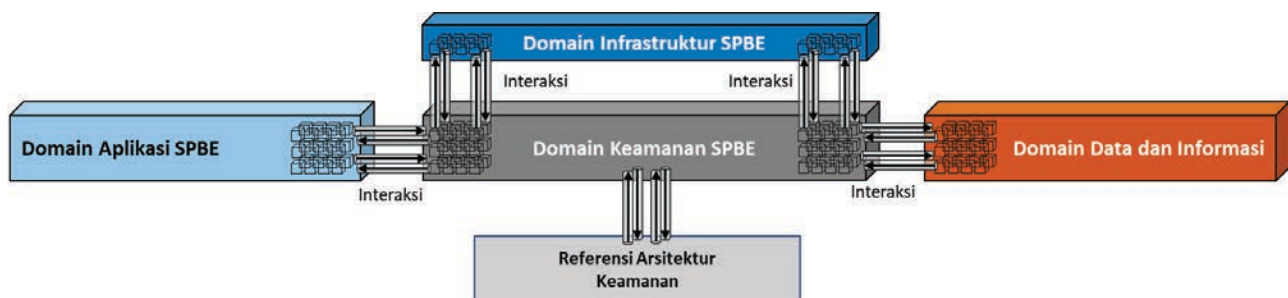 Domain Infrastruktur SPBE
Interaksi
Interaksi
Domain Aplikasi SPBE
Domain Keamanan SPBE
Domain Data dan Informasi
Interaksi
Interaksi
Referensi Arsitektur
Keamanan